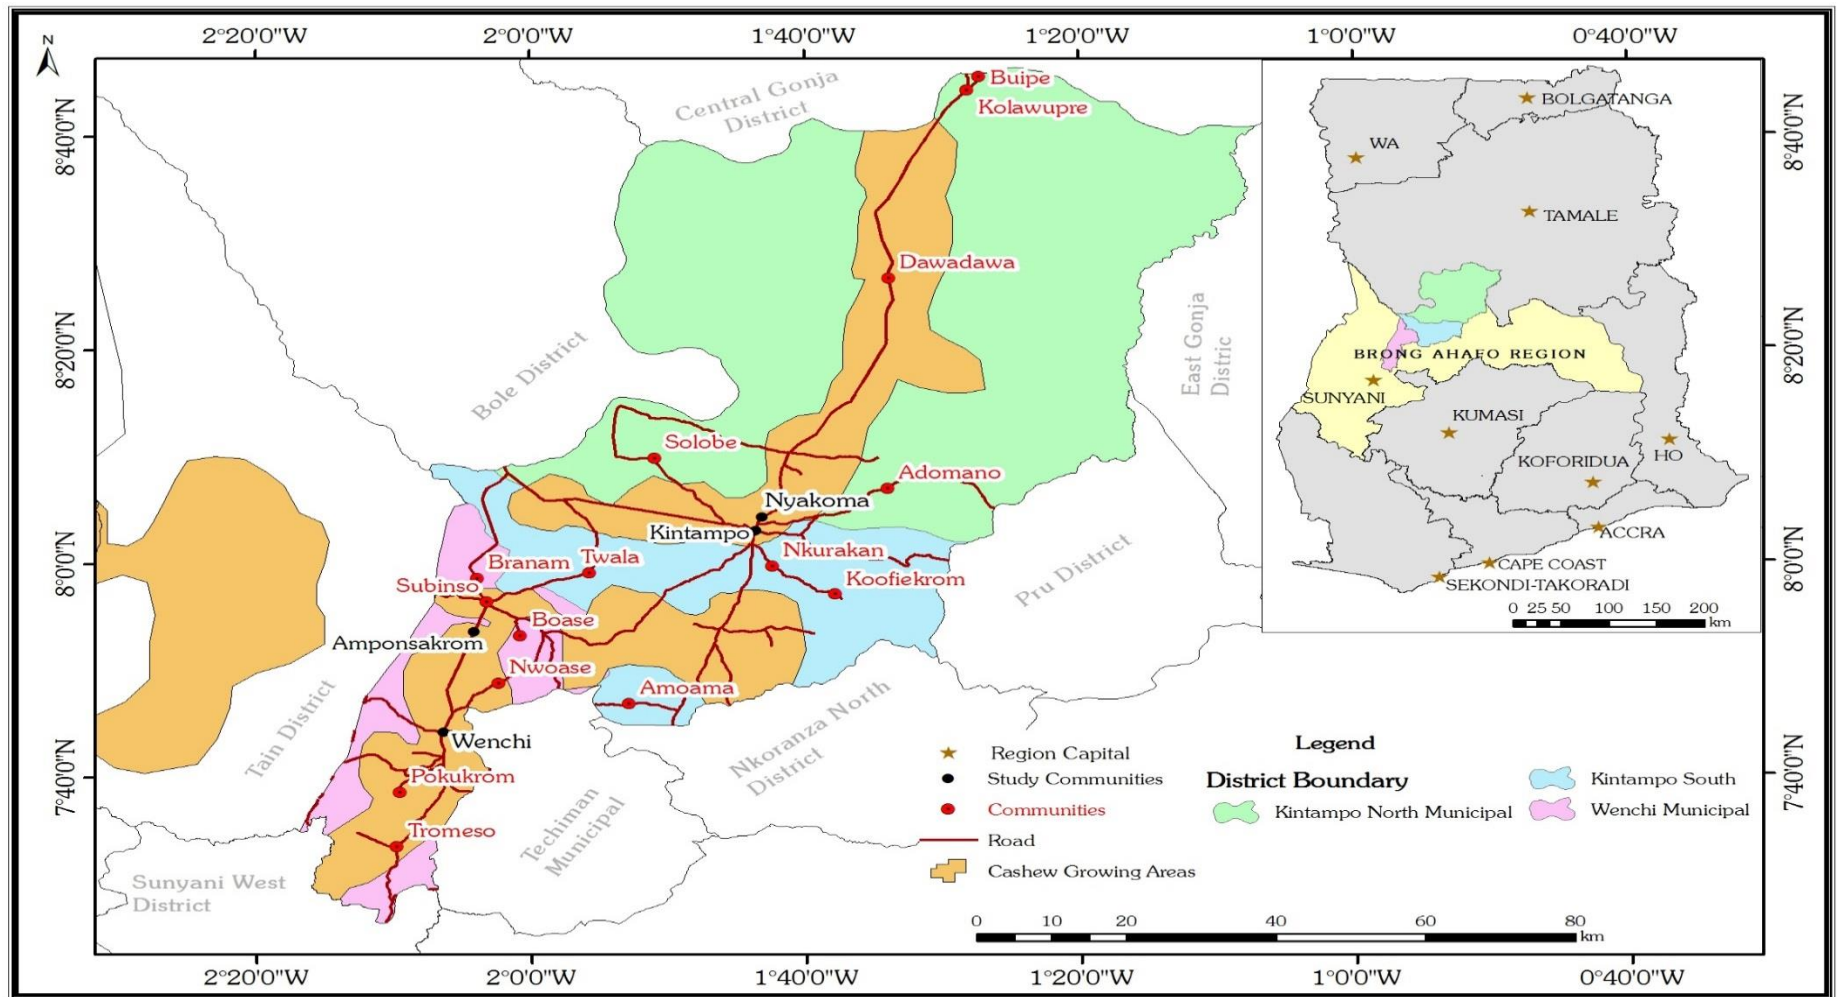 2°20'0"W 2°0'0"W 1°40'0"W 1°20'0"W 1°0'0"W 0°40'0"W
N
8°40'0"N
8°20'0"N
8°0'0"N
7°40'0"N
8°40'0"N
8°20'0"N
8°0'0"N
7°40'0"N
Central Gonja
District
Buipe
Kolawupre
Dawadawa
East Gonja
Distric
Bole District
Solobe
Adomano
Nyakoma
Kintampo
Nkurakan
Koofiekrom
Branam
Twala
Subinso
Boase
Amponsakrom
Nwoase
Amoama
Pru District
Nkoranza North
District
Tain District
Wenchi
Pokukrom
Tromeso
Techiman
Municipal
Sunyani West
District
BOLGATANGA
WA
TAMALE
BRONG AHAFO REGION
SUNYANI
KUMASI
KOFORIDUA
HO
ACCRA
CAPE COAST
SEKONDI-TAKORADI
0 25 50 100 150 200
km
Legend
Region Capital
Study Communities
Communities
Road
Cashew Growing Areas
District Boundary
Kintampo North Municipal
Kintampo South
Wenchi Municipal
0 10 20 40 60 80
km
2°20'0"W 2°0'0"W 1°40'0"W 1°20'0"W 1°0'0"W 0°40'0"W